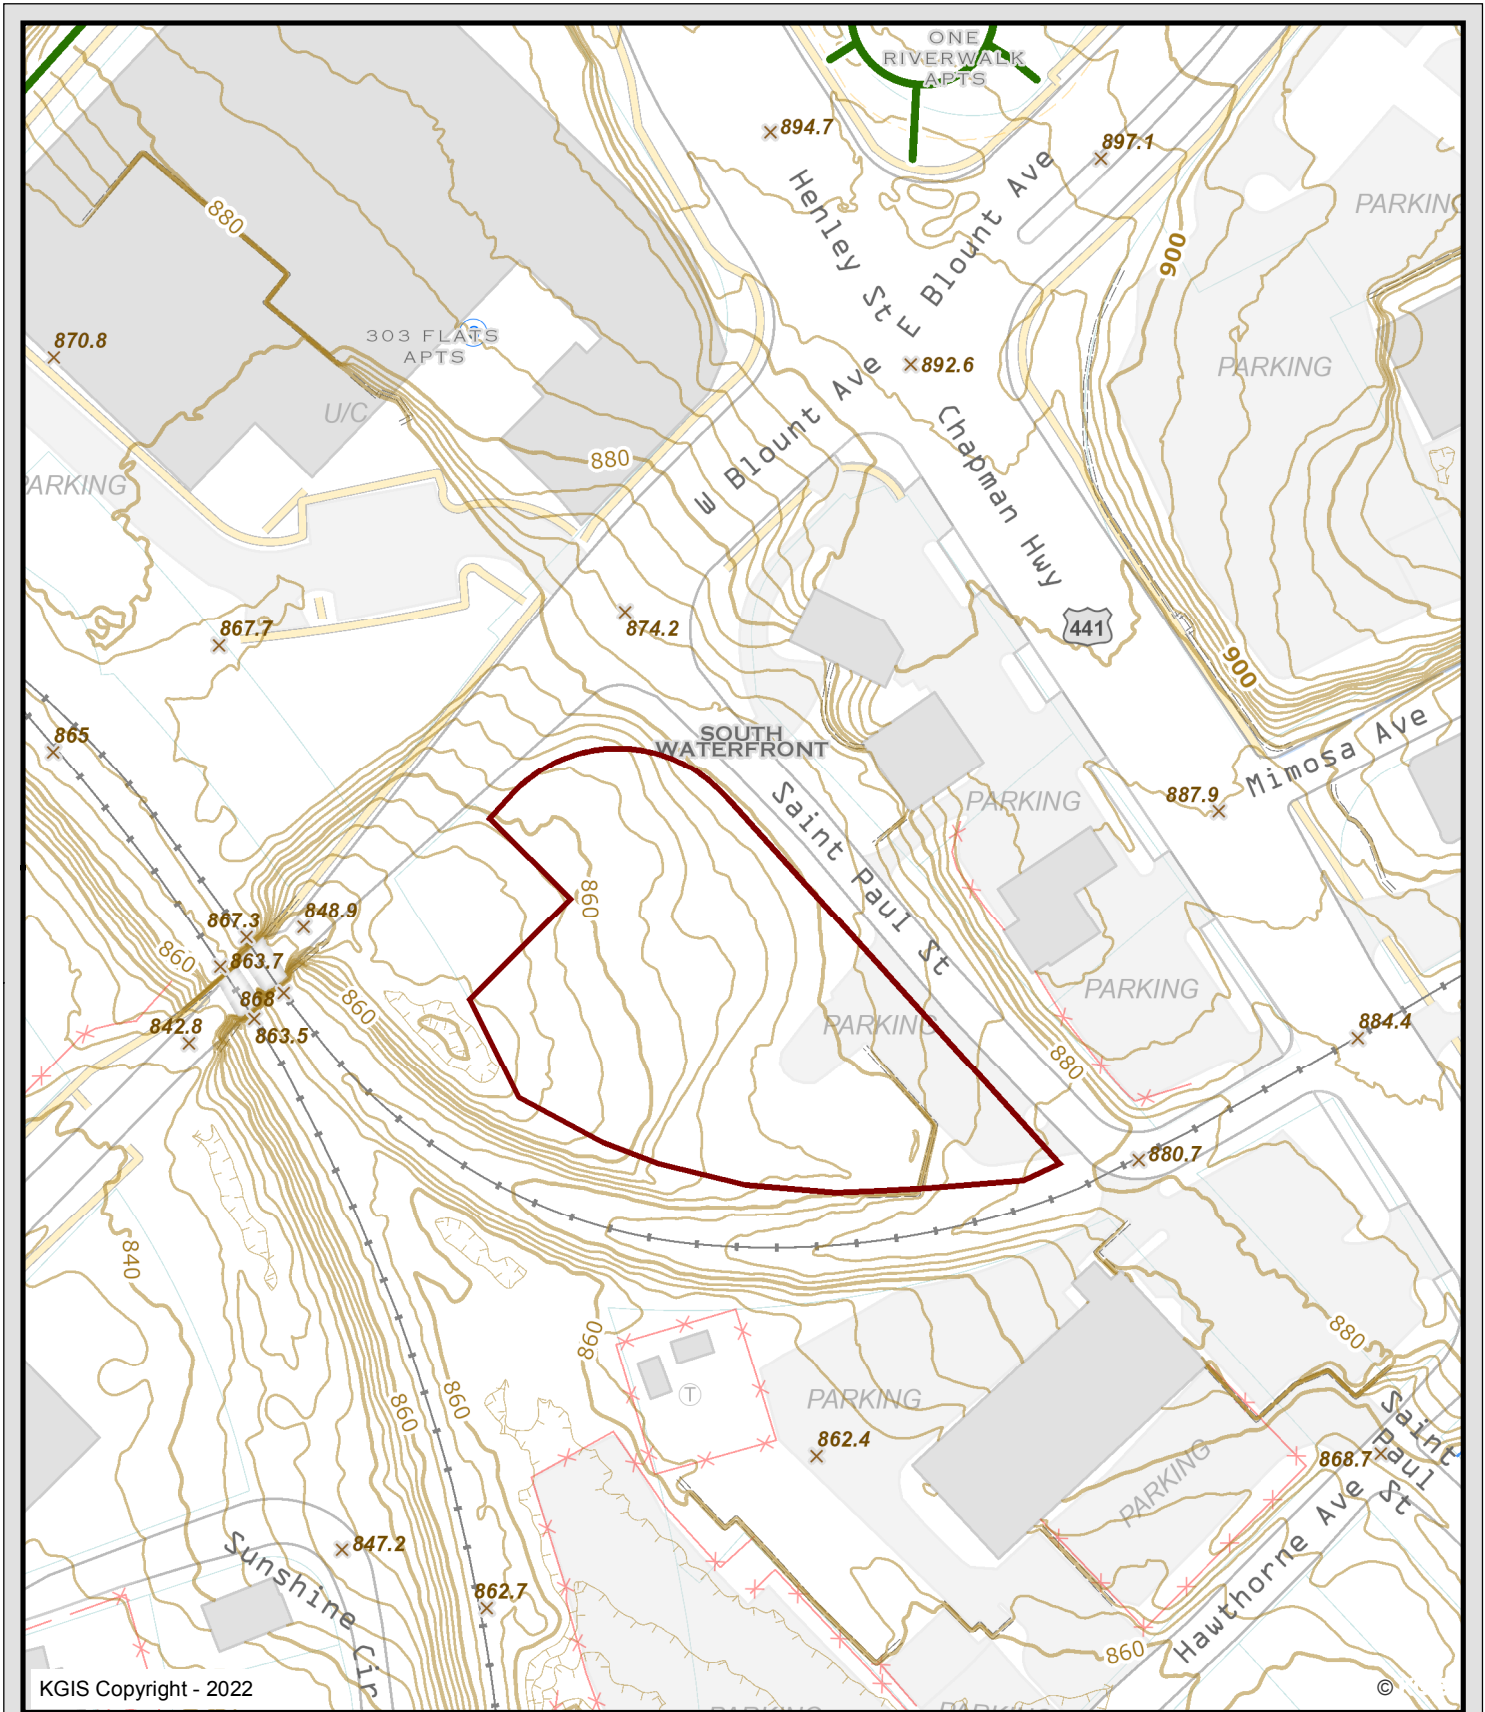 ONE
RIVERWALK
APTS
894.7
897.1
Henley St
E Blount Ave
PARKIN
880
900
870.8
303 FLATS
APTS
892.6
PARKING
U/C
W Blount Ave
Chapman Hwy
880
PARKING
874.2
867.7
441
900
865
SOUTH
WATERFRONT
Mimosa Ave
Saint Paul St
PARKING
887.9
860
848.9
867.3
860
863.7
868
860
PARKING
PARKING
884.4
842.8
863.5
880
880.7
840
860
880
860
860
PARKING
862.4
T
PARKING
Saint Paul St
868.7
Hawthorne Ave
847.2
Sunshine Cir
862.7
860
KGIS Copyright - 2022
©
PARKING
PARKING